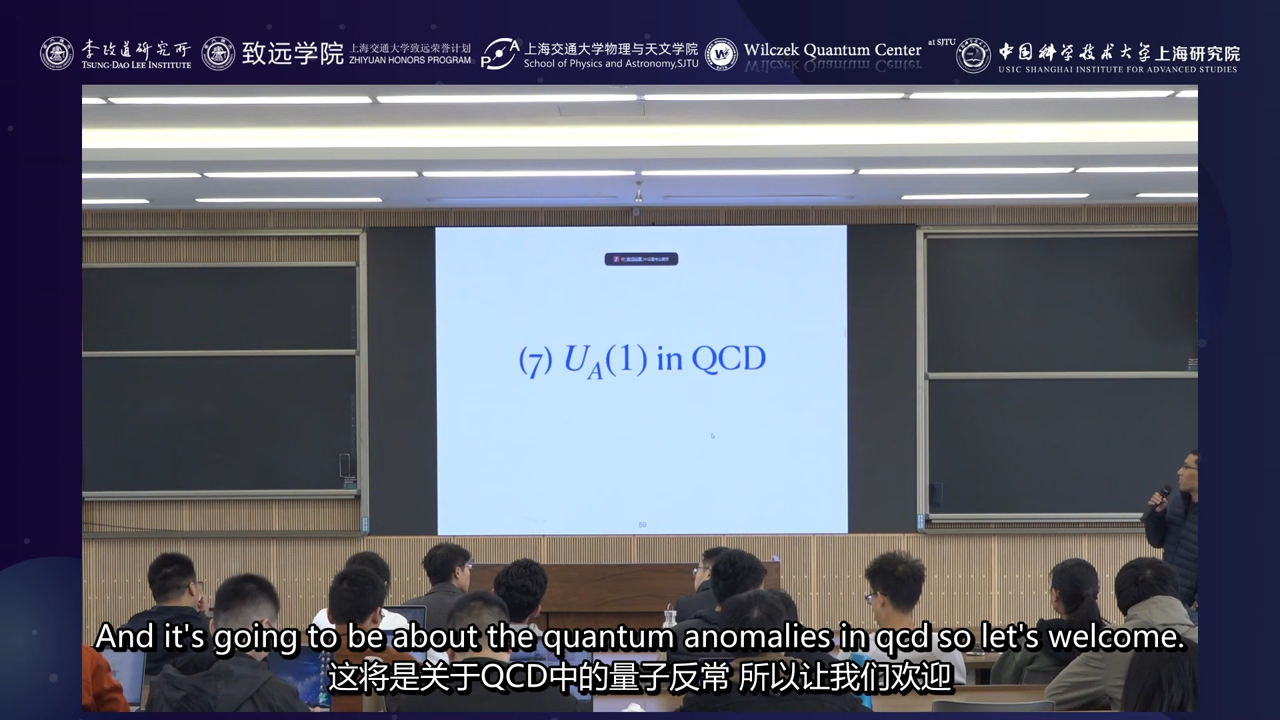 李政道研究所
TSUNG-DAO LEE INSTITUTE
致远学院
上海交通大学致远荣誉计划
ZHIYUAN HONORS PROGRAM
上海交通大学物理与天文学院
School of Physics and Astronomy,SJTU
Wilczek Quantum Center
at SJTU
中国科学技术大学上海研究院
USTC SHANGHAI INSTITUTE FOR ADVANCED STUDIES
(7) U_A(1) in QCD
59
And it's going to be about the quantum anomalies in qcd so let's welcome.
这将是关于QCD中的量子反常 所以让我们欢迎